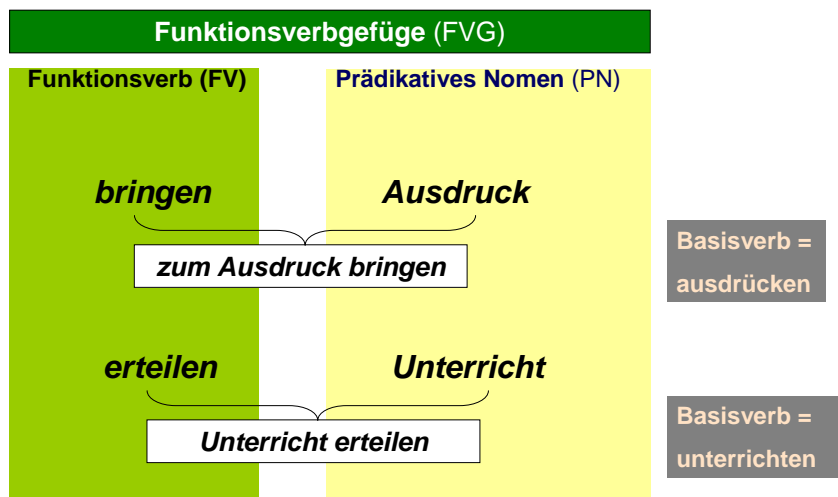 Funktionsverbgefüge (FVG)
Funktionsverb (FV)
Prädikatives Nomen (PN)
bringen
Ausdruck
zum Ausdruck bringen
Basisverb =
ausdrücken
erteilen
Unterricht
Unterricht erteilen
Basisverb =
unterrichten